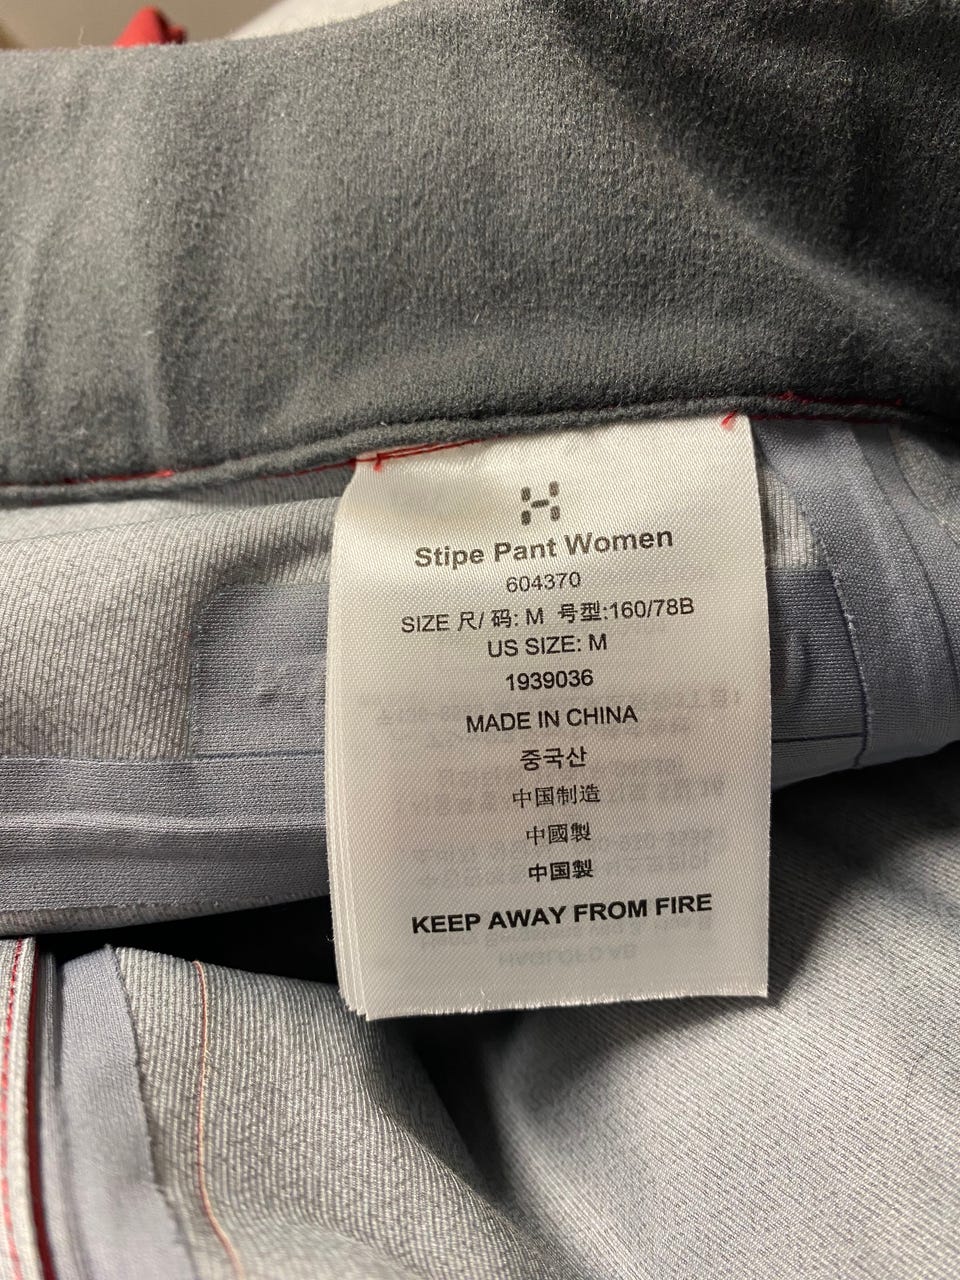 Stipe Pant Women
604370
SIZE 尺/ 码: M 号型:160/78B
US SIZE: M
1939036
MADE IN CHINA
중국산
中国制造
中國製
中国製
KEEP AWAY FROM FIRE